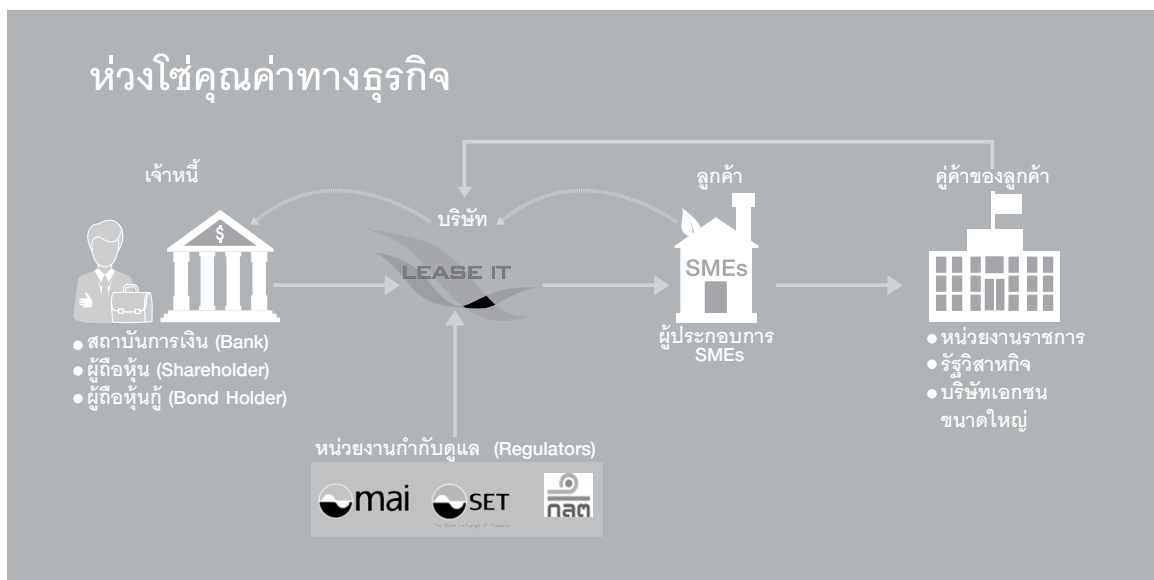 ห่วงโซ่คุณค่าทางธุรกิจ
เจ้าหนี้
$
● สถาบันการเงิน (Bank)
● ผู้ถือหุ้น (Shareholder)
● ผู้ถือหุ้นกู้ (Bond Holder)
บริษัท
LEASE IT
ลูกค้า
SMEs
ผู้ประกอบการ
SMEs
คู่ค้าของลูกค้า
● หน่วยงานราชการ
● รัฐวิสาหกิจ
● บริษัทเอกชน
ขนาดใหญ่
หน่วยงานกำกับดูแล (Regulators)
mai
SET
The Stock Exchange of Thailand
กลต